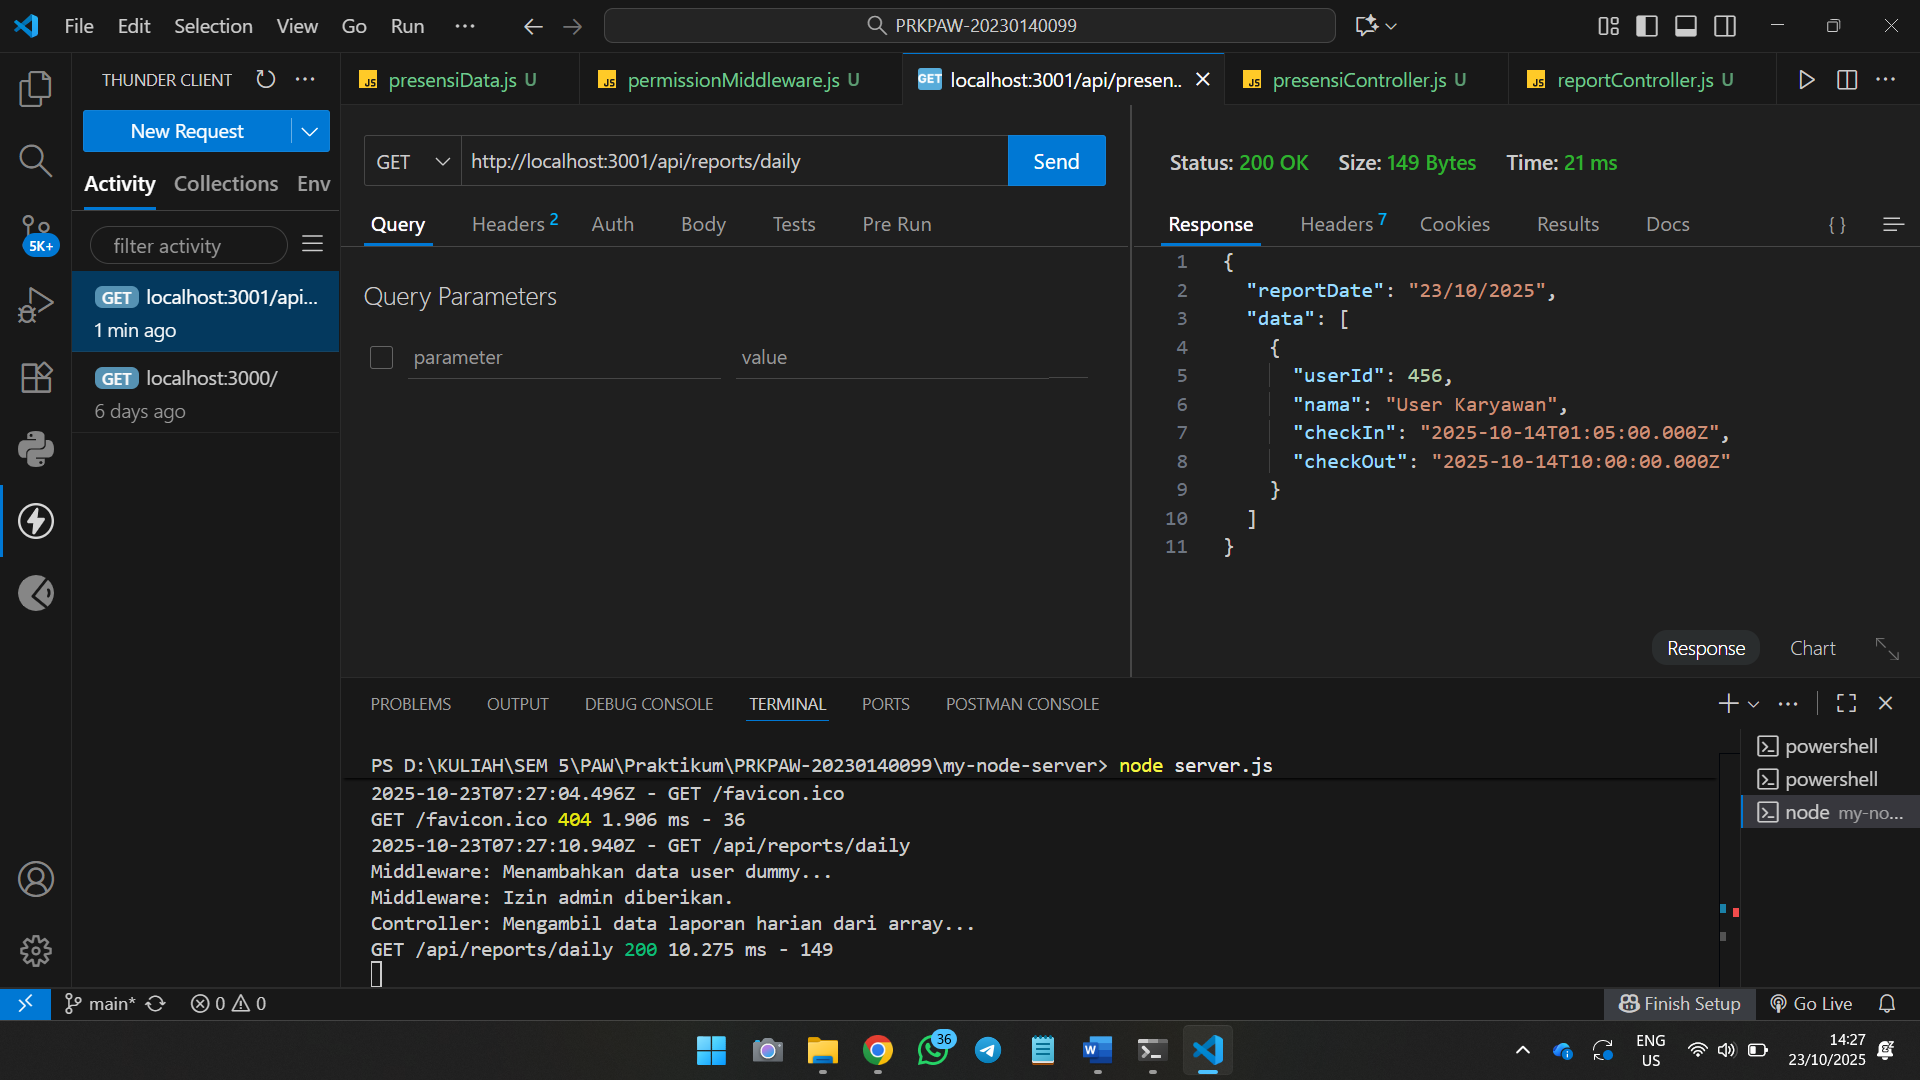 File Edit Selection View Go Run ... PRKPAW-20230140099
THUNDER CLIENT ...
New Request
Activity Collections Env
filter activity
GET localhost:3001/api...
1 min ago
GET localhost:3000/
6 days ago
5K+
JS presensiData.js U JS permissionMiddleware.js U GET localhost:3001/api/presen.. JS presensiController.js U JS reportController.js U ...
GET http://localhost:3001/api/reports/daily Send
Query Headers 2 Auth Body Tests Pre Run
Query Parameters
parameter value
Status: 200 OK Size: 149 Bytes Time: 21 ms
Response Headers 7 Cookies Results Docs { }
1 {
2 "reportDate": "23/10/2025",
3 "data": [
4 {
5 "userId": 456,
6 "nama": "User Karyawan",
7 "checkIn": "2025-10-14T01:05:00.000Z",
8 "checkOut": "2025-10-14T10:00:00.000Z"
9 }
10 ]
11 }
Response Chart
PROBLEMS OUTPUT DEBUG CONSOLE TERMINAL PORTS POSTMAN CONSOLE ...
PS D:\KULIAH\SEM 5\PAW\Praktikum\PRKPAW-20230140099\my-node-server> node server.js
2025-10-23T07:27:04.496Z - GET /favicon.ico
GET /favicon.ico 404 1.906 ms - 36
2025-10-23T07:27:10.940Z - GET /api/reports/daily
Middleware: Menambahkan data user dummy...
Middleware: Izin admin diberikan.
Controller: Mengambil data laporan harian dari array...
GET /api/reports/daily 200 10.275 ms - 149
powershell
powershell
node my-no...
main* 0 0 Finish Setup Go Live
36
ENG
US
14:27
23/10/2025